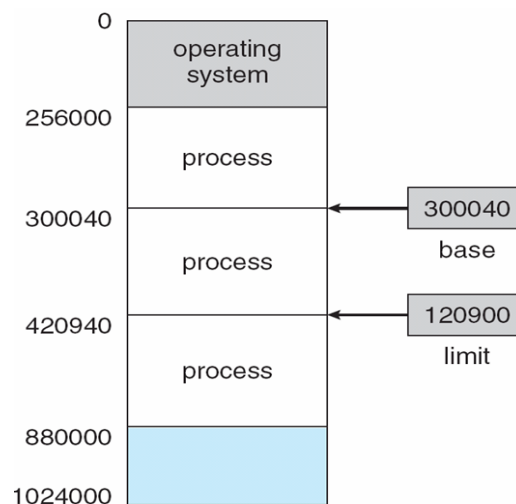 0
operating
system
256000
process
300040
300040
base
process
420940
120900
limit
process
880000
1024000